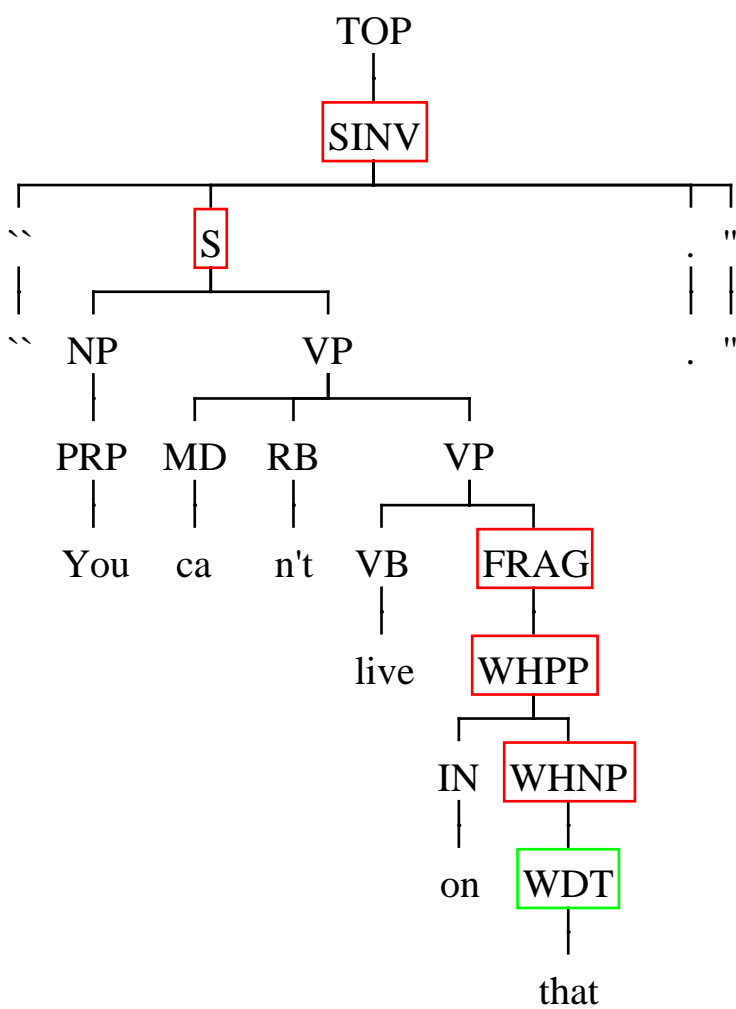 TOP
SINV
`` S . "
`` NP VP . "
PRP MD RB VP
You ca n't VB FRAG
live WHPP
IN WHNP
on WDT
that